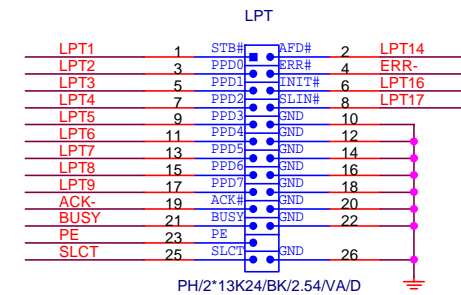 LPT
LPT1 1 STB# AFD# 2 LPT14
LPT2 3 PPD0 ERR# 4 ERR-
LPT3 5 PPD1 INIT# 6 LPT16
LPT4 7 PPD2 SLIN# 8 LPT17
LPT5 9 PPD3 GND 10
LPT6 11 PPD4 GND 12
LPT7 13 PPD5 GND 14
LPT8 15 PPD6 GND 16
LPT9 17 PPD7 GND 18
ACK- 19 ACK# GND 20
BUSY 21 BUSY GND 22
PE 23 PE
SLCT 25 SLCT GND 26
PH/2*13K24/BK/2.54/VA/D